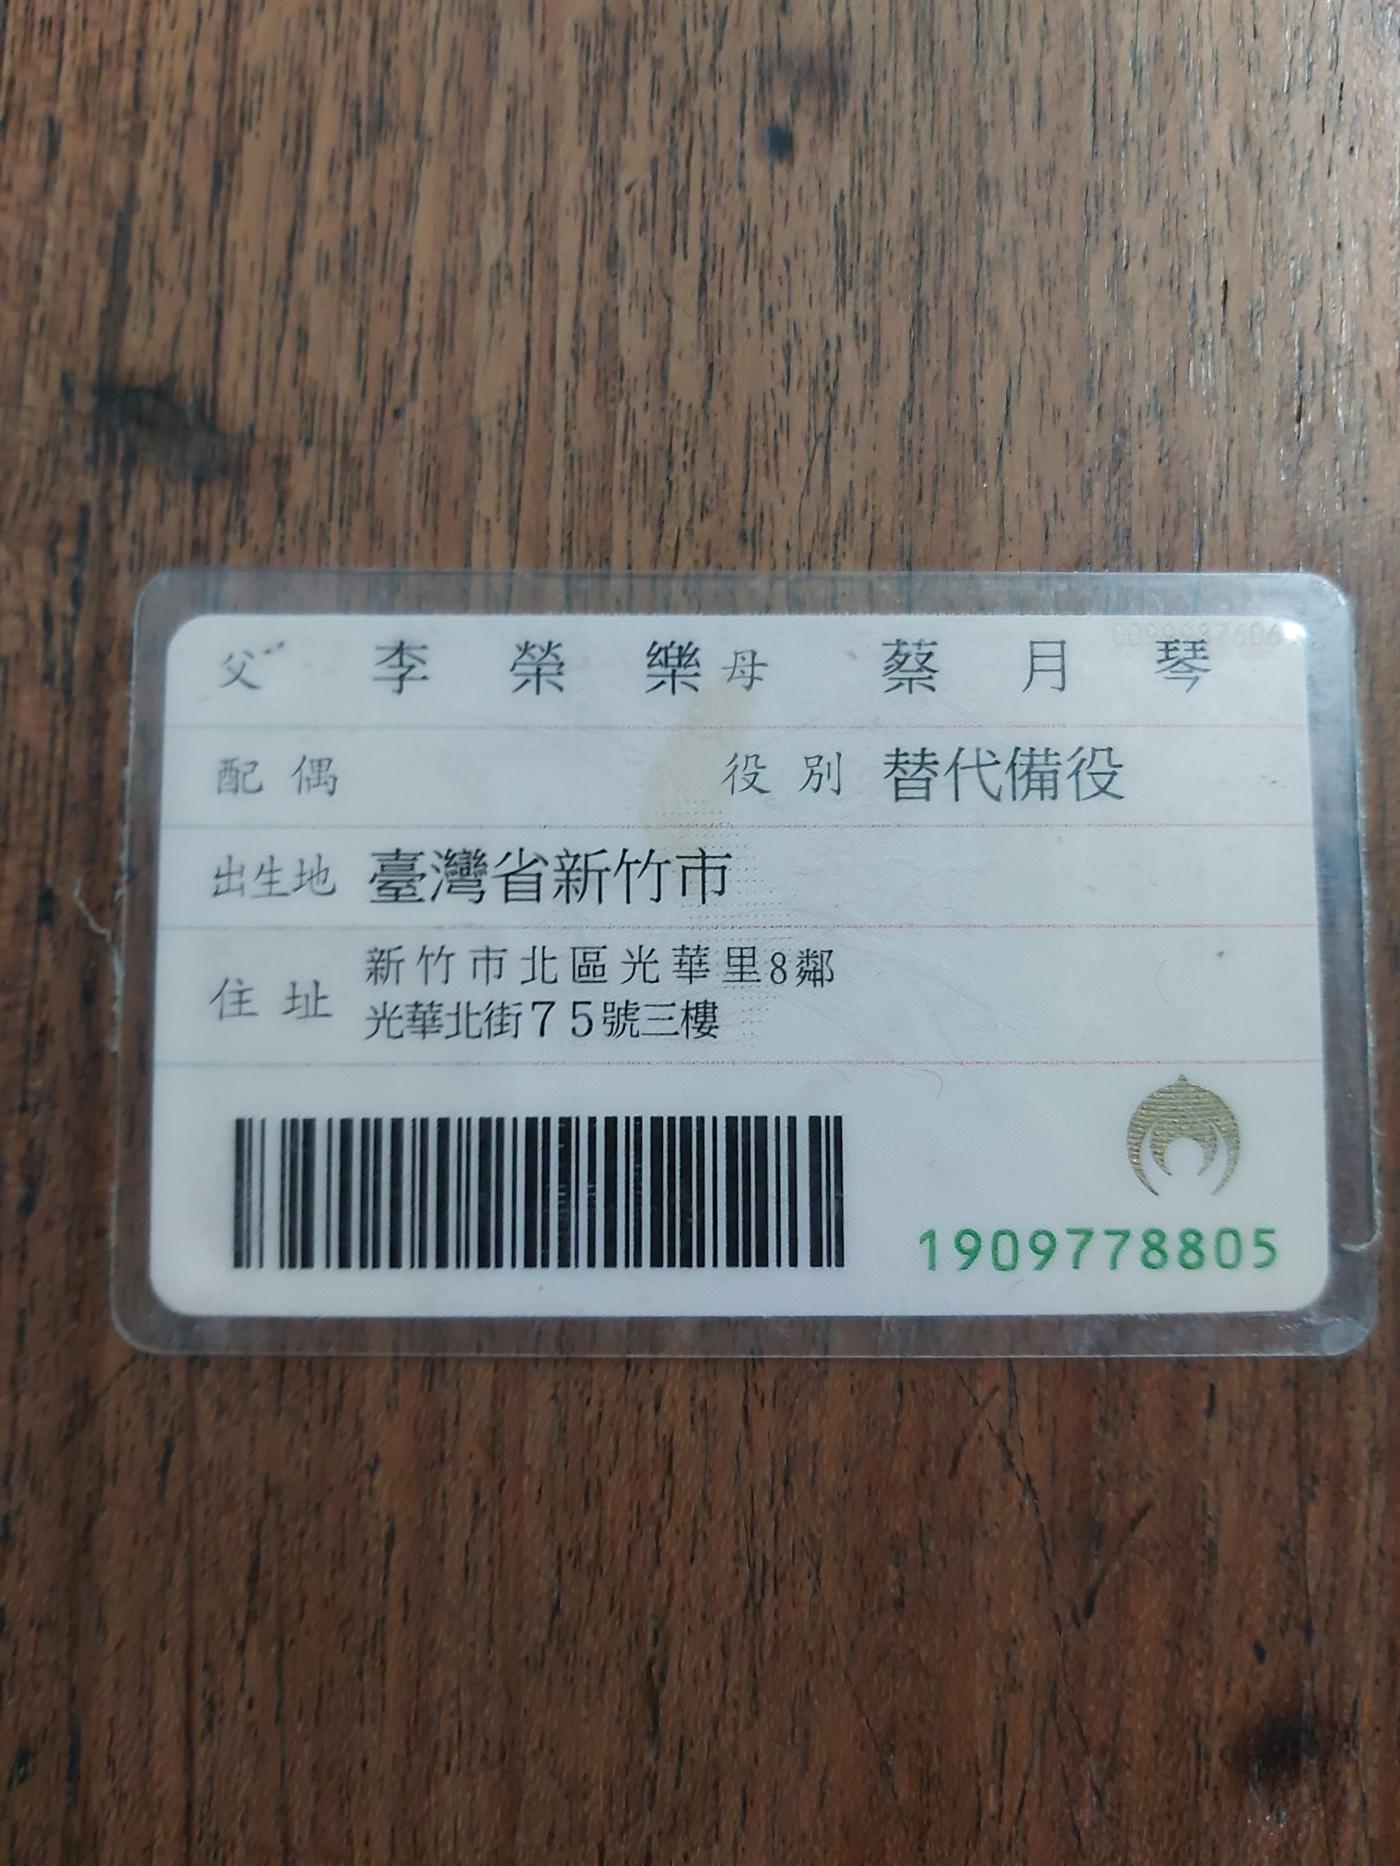 父 李榮樂 母 蔡月琴
配偶 役別 替代備役
出生地 臺灣省新竹市
住址 新竹市北區光華里8鄰
光華北街75號三樓
1909778805